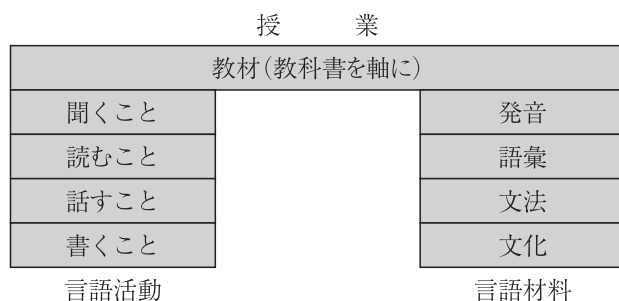 授業
教材(教科書を軸に)
聞くこと
発音
読むこと
語彙
話すこと
文法
書くこと
文化
言語活動
言語材料